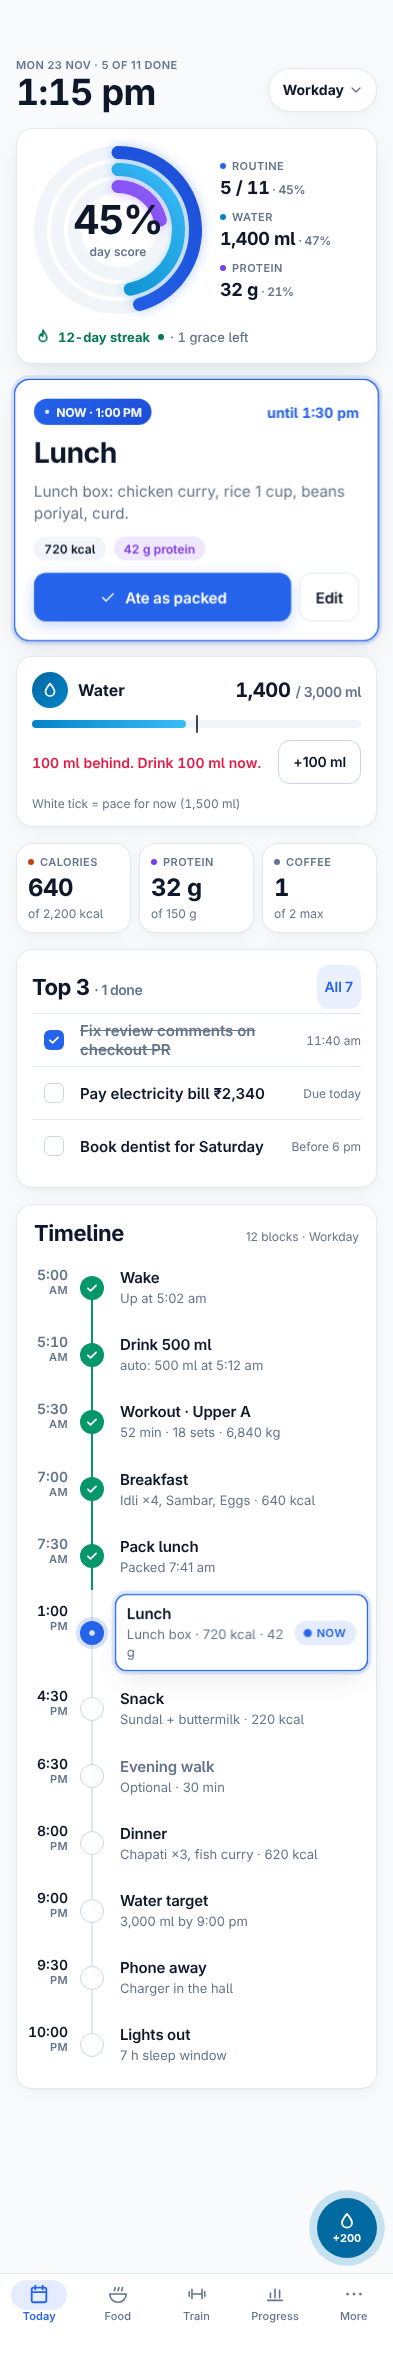 MON 23 NOV · 5 OF 11 DONE
1:15 pm
Workday
45%
day score
ROUTINE
5 / 11 · 45%
WATER
1,400 ml · 47%
PROTEIN
32 g · 21%
12-day streak · 1 grace left
NOW · 1:00 PM
until 1:30 pm
Lunch
Lunch box: chicken curry, rice 1 cup, beans
poriyal, curd.
720 kcal
42 g protein
Ate as packed
Edit
Water
1,400 / 3,000 ml
100 ml behind. Drink 100 ml now.
+100 ml
White tick = pace for now (1,500 ml)
CALORIES
640
of 2,200 kcal
PROTEIN
32 g
of 150 g
COFFEE
1
of 2 max
Top 3 · 1 done
All 7
Fix review comments on
checkout PR
11:40 am
Pay electricity bill ₹2,340
Due today
Book dentist for Saturday
Before 6 pm
Timeline
12 blocks · Workday
5:00
AM
Wake
Up at 5:02 am
5:10
AM
Drink 500 ml
auto: 500 ml at 5:12 am
5:30
AM
Workout · Upper A
52 min · 18 sets · 6,840 kg
7:00
AM
Breakfast
Idli ×4, Sambar, Eggs · 640 kcal
7:30
AM
Pack lunch
Packed 7:41 am
1:00
PM
Lunch
Lunch box · 720 kcal · 42
g
NOW
4:30
PM
Snack
Sundal + buttermilk · 220 kcal
6:30
PM
Evening walk
Optional · 30 min
8:00
PM
Dinner
Chapati ×3, fish curry · 620 kcal
9:00
PM
Water target
3,000 ml by 9:00 pm
9:30
PM
Phone away
Charger in the hall
10:00
PM
Lights out
7 h sleep window
+200
Today
Food
Train
Progress
More